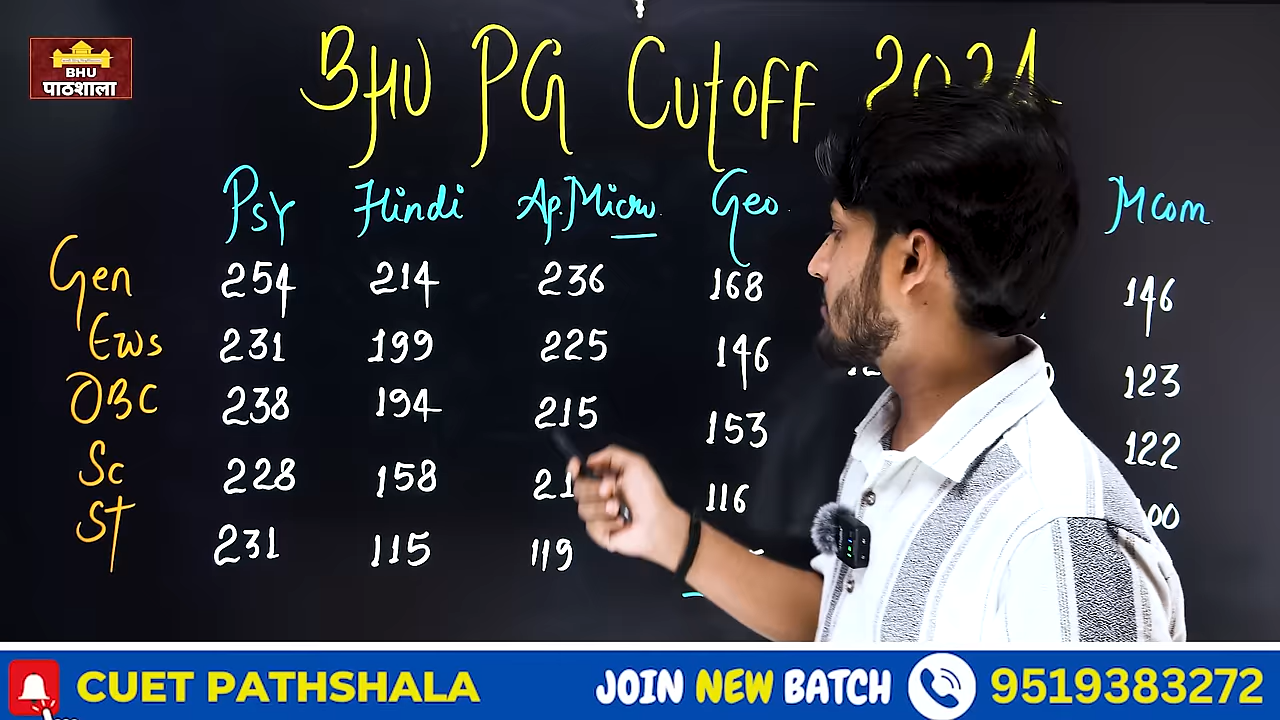 BHU
पाठशाला
BHU PG Cutoff 2024
Psy Hindi Ap.Micro. Geo. Mcom
Gen 254 214 236 168 146
Ews 231 199 225 146 123
OBC 238 194 215 153 122
Sc 228 158 116
ST 231 115 119
CUET PATHSHALA JOIN NEW BATCH 9519383272